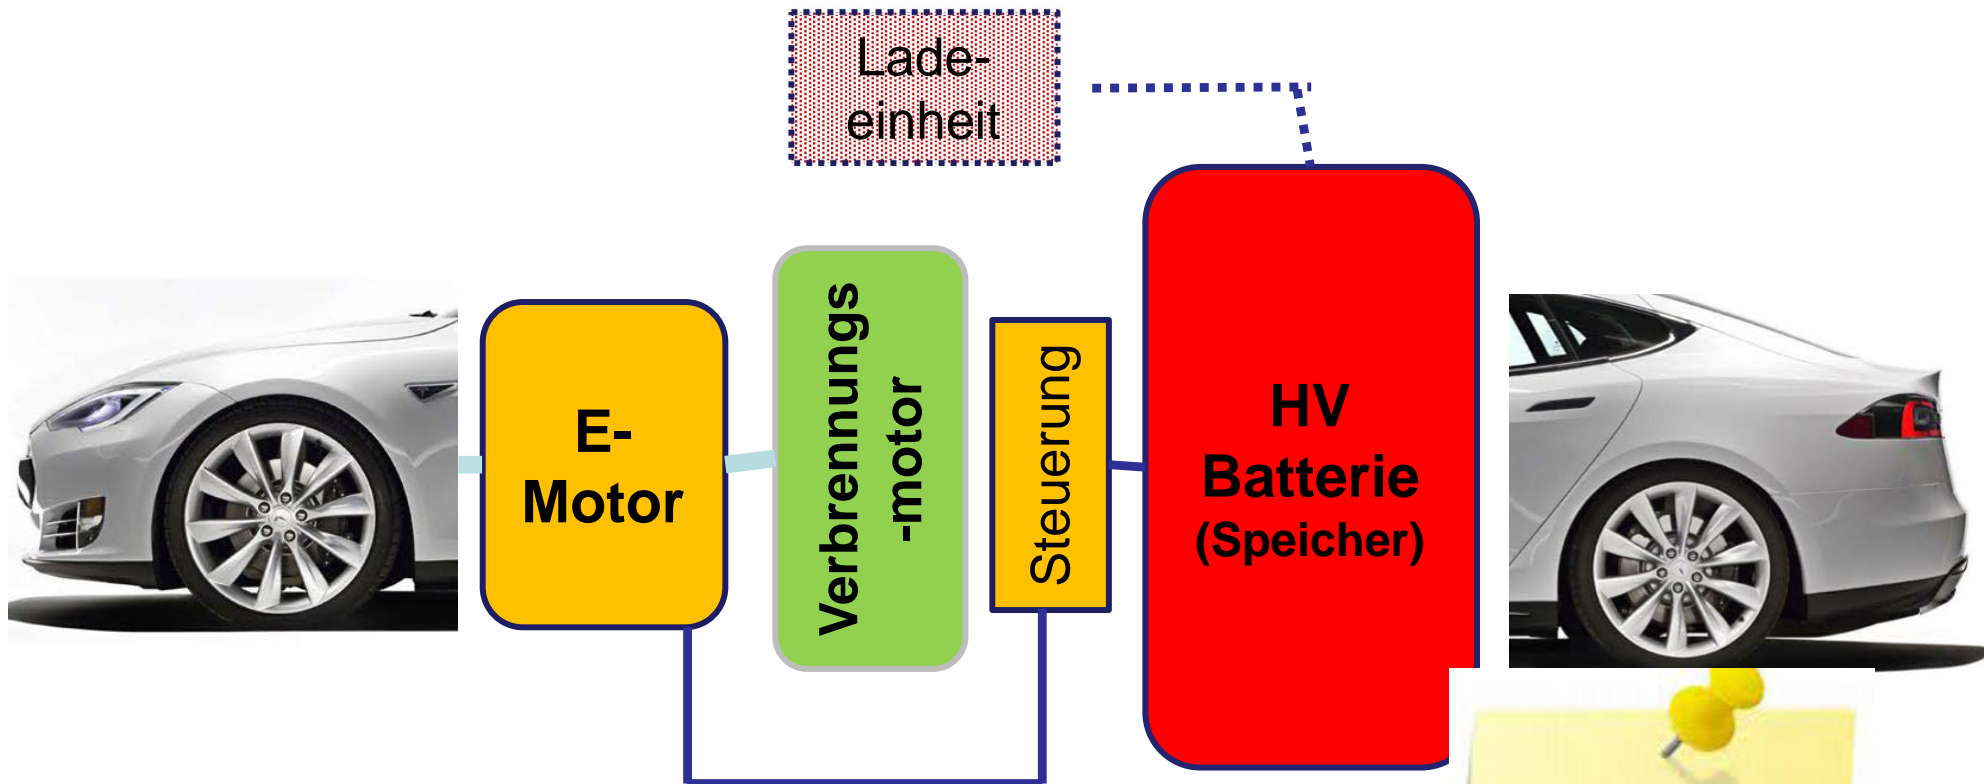 Lade-
einheit
E-
Motor
Verbrennungs
-motor
Steuerung
HV
Batterie
(Speicher)